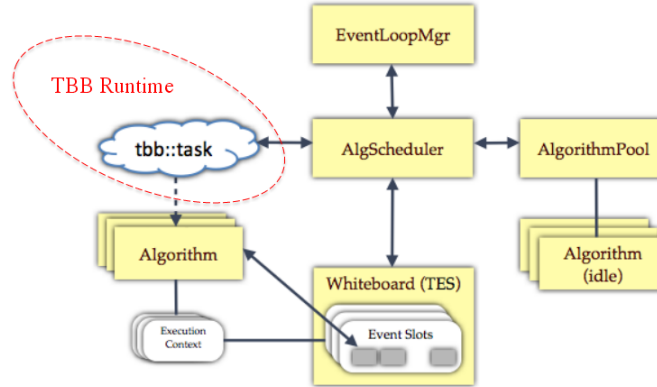 EventLoopMgr
TBB Runtime
tbb::task
AlgScheduler
AlgorithmPool
Algorithm
Algorithm
(idle)
Whiteboard (TES)
Execution
Context
Event Slots